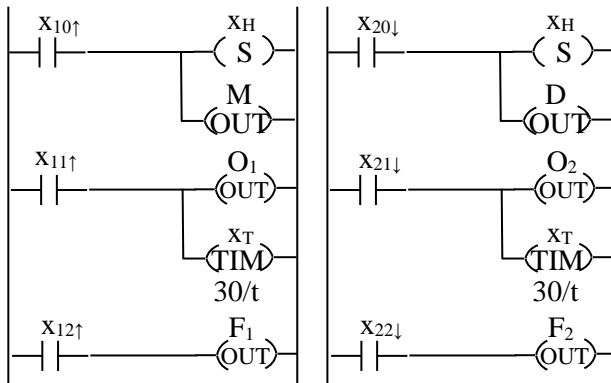 x10↑ xH
S
M
OUT
x11↑ O1
OUT
xT
TIM
30/t
x12↑ F1
OUT
x20↓ xH
S
D
OUT
x21↓ O2
OUT
xT
TIM
30/t
x22↓ F2
OUT